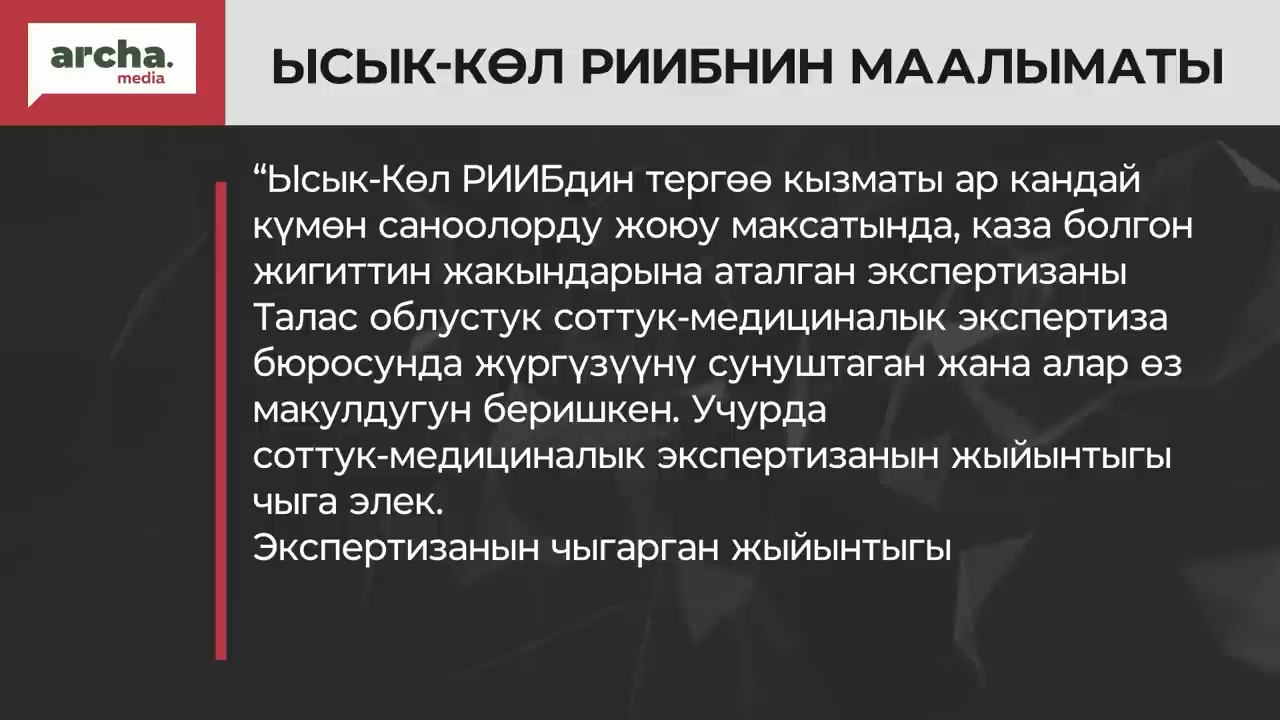 archa.
media
ЫСЫК-КӨЛ РИИБНИН МААЛЫМАТЫ
“Ысык-Көл РИИБдин тергөө кызматы ар кандай
күмөн саноолорду жоюу максатында, каза болгон
жигиттин жакындарына аталган экспертизаны
Талас облустук соттук-медициналык экспертиза
бюросунда жүргүзүүнү сунуштаган жана алар өз
макулдугун беришкен. Учурда
соттук-медициналык экспертизанын жыйынтыгы
чыга элек.
Экспертизанын чыгарган жыйынтыгы